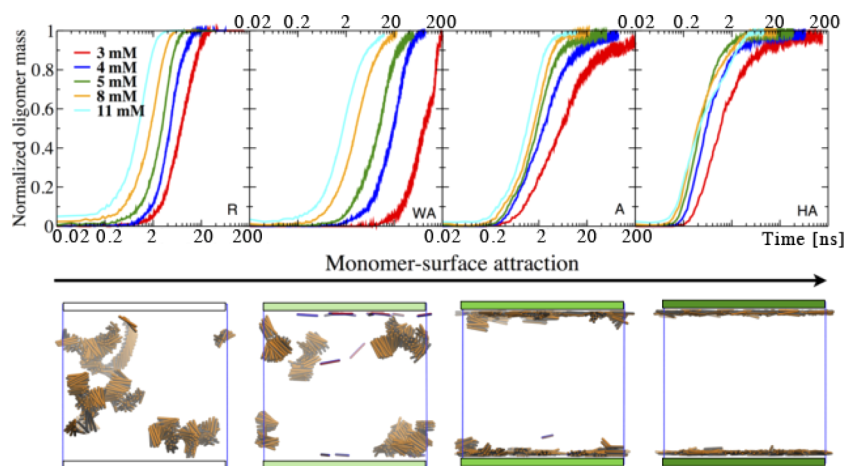 0.02 0.2 2 20 200
0.02 0.2 2 20 200
Normalized oligomer mass
1
0.8
0.6
0.4
0.2
0
3 mM
4 mM
5 mM
8 mM
11 mM
R
WA
A
HA
0.02 0.2 2 20 200
0.02 0.2 2 20 200
Time [ns]
Monomer-surface attraction